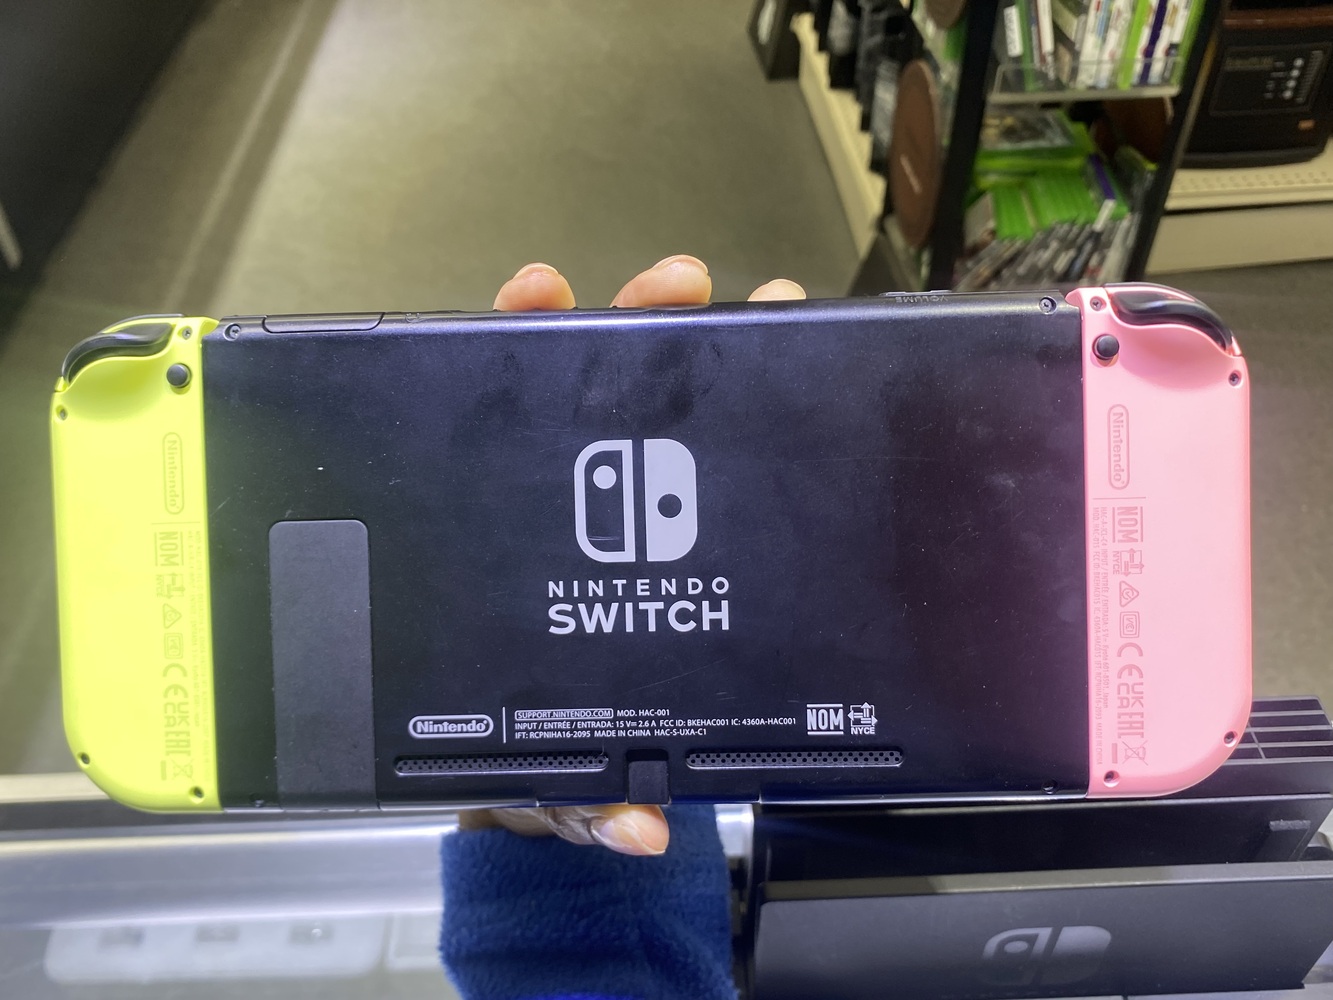 VOLUME
NINTENDO
SWITCH
Nintendo
SUPPORT.NINTENDO.COM MOD. HAC-001
INPUT / ENTRÉE / ENTRADA: 15 V⎓ 2.6 A FCC ID: BKEHAC001 IC: 4360A-HAC001
IFT: RCPNIHA16-2095 MADE IN CHINA HAC-S-UXA-C1
NOM
NYCE
Nintendo
NOM
NYCE
CE
UK
CA
EAC
Nintendo
NOM
NYCE
CE
UK
CA
EAC